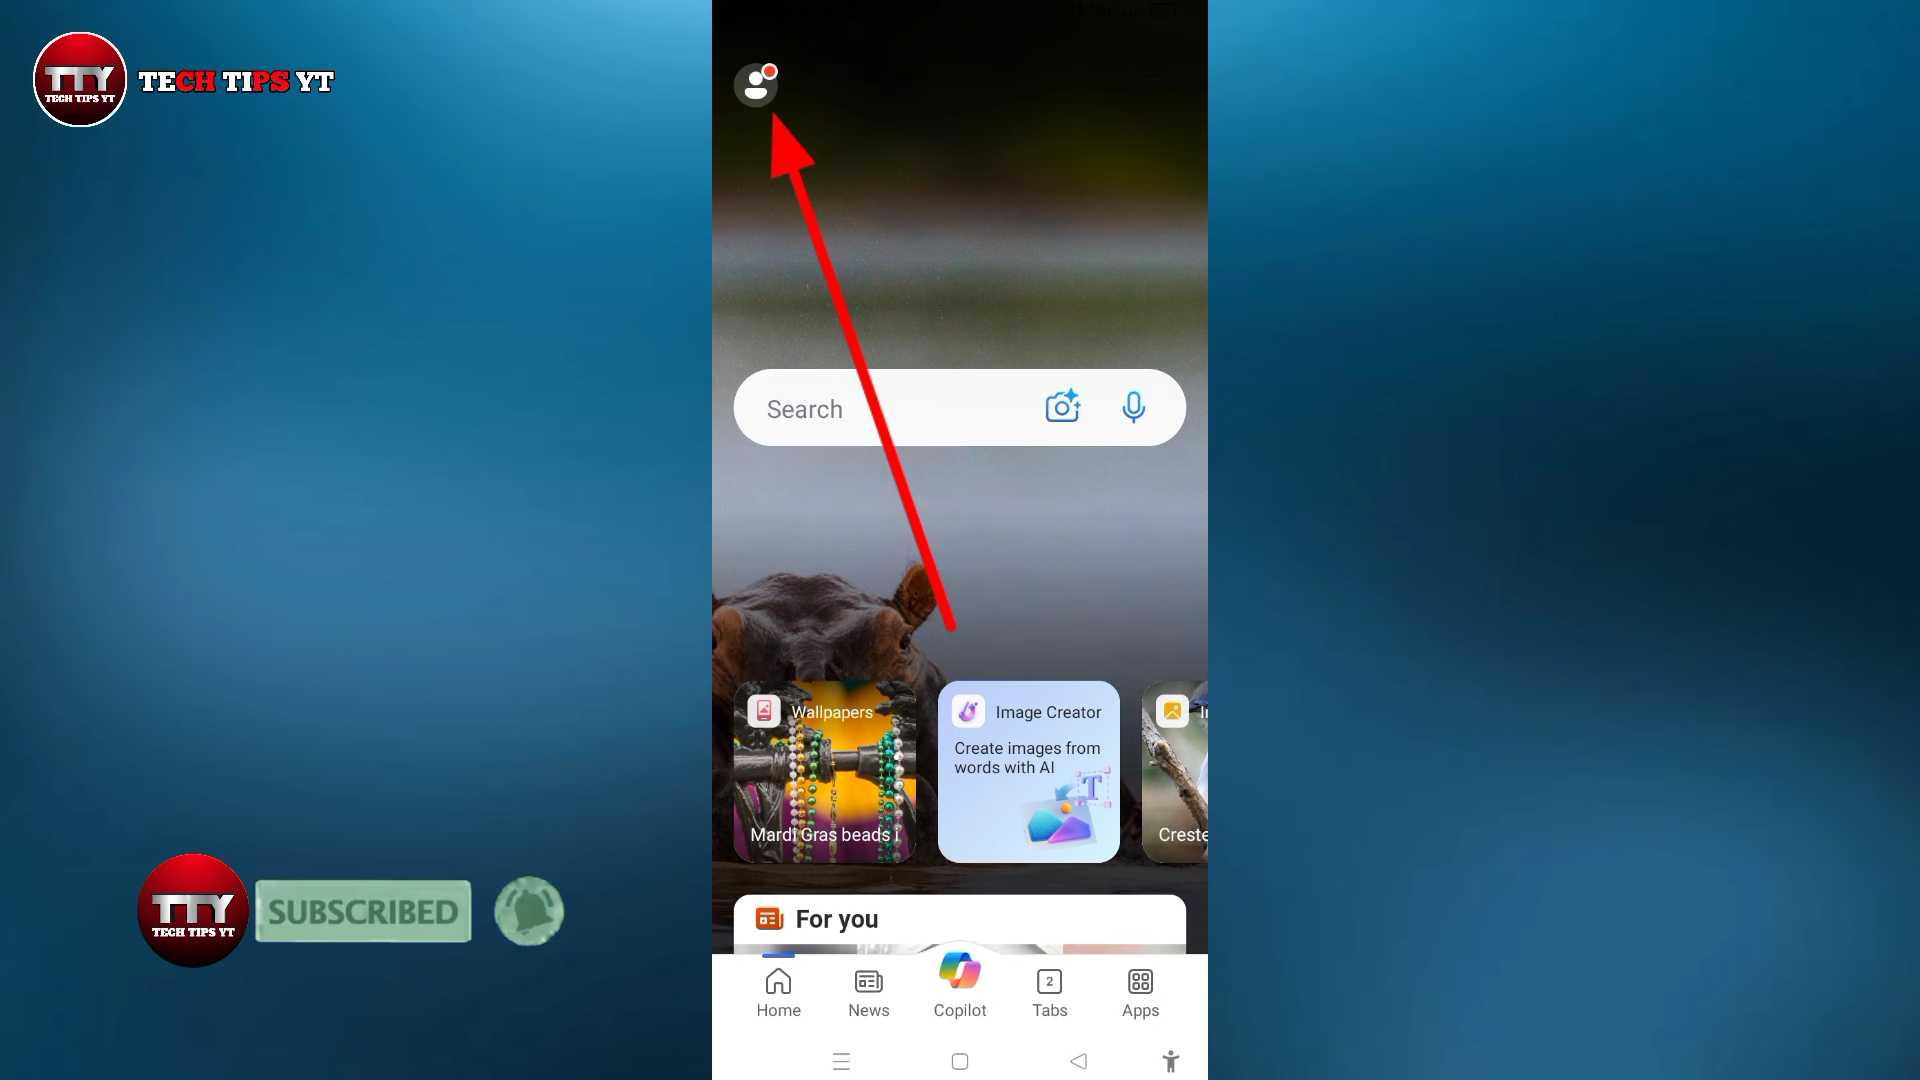 TTY
TECH TIPS YT
TECH TIPS YT
Search
Wallpapers
Mardi Gras beads i
Image Creator
Create images from
words with AI
T
Creste
For you
TTY
TECH TIPS YT
SUBSCRIBED
Home
News
Copilot
2
Tabs
Apps